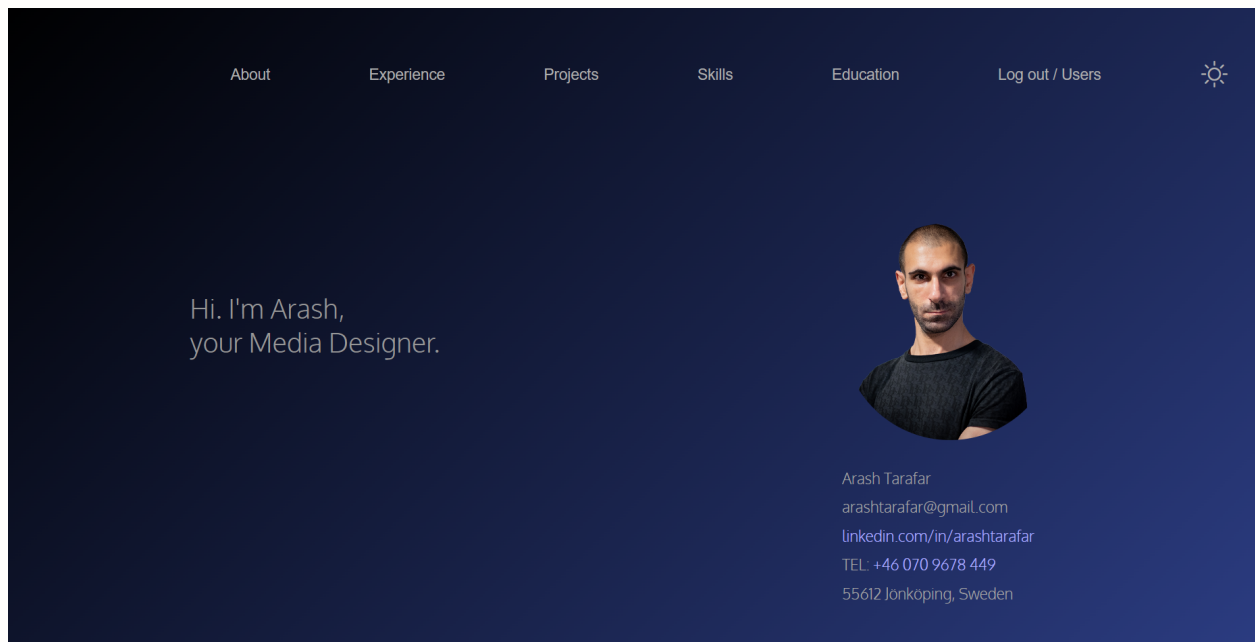 About Experience Projects Skills Education Log out / Users
Hi. I'm Arash,
your Media Designer.
Arash Tarafar
arashtarafar@gmail.com
linkedin.com/in/arashtarafar
TEL: +46 070 9678 449
55612 Jönköping, Sweden